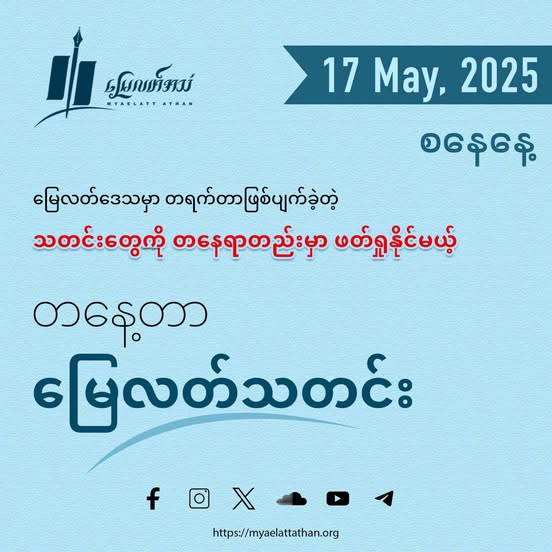 မြေလတ်အသံ
MYAELATT ATHAN
17 May, 2025
စနေနေ့
မြေလတ်ဒေသမှာ တရက်တာဖြစ်ပျက်ခဲ့တဲ့
သတင်းတွေကို တနေရာတည်းမှာ ဖတ်ရှုနိုင်မယ့်
တနေ့တာ
မြေလတ်သတင်း
https://myaelattathan.org